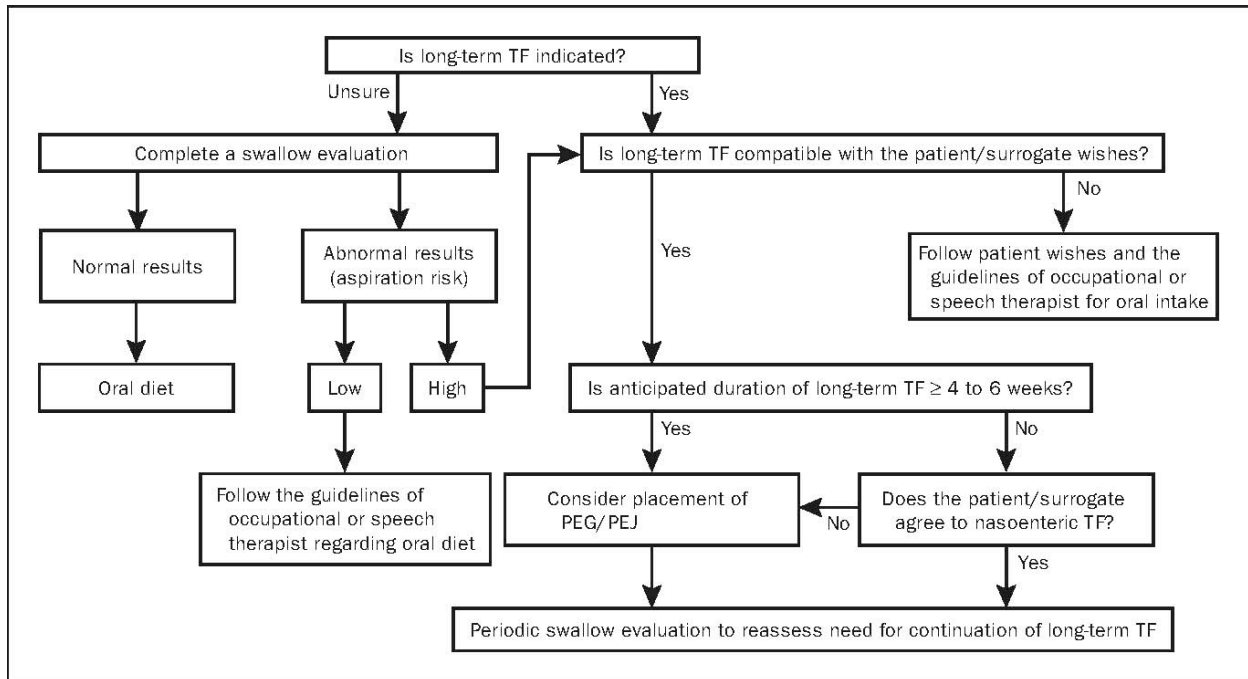 Is long-term TF indicated?
Unsure
Yes
Complete a swallow evaluation
Is long-term TF compatible with the patient/surrogate wishes?
No
Normal results
Abnormal results
(aspiration risk)
Yes
Follow patient wishes and the
guidelines of occupational or
speech therapist for oral intake
Oral diet
Low
High
Is anticipated duration of long-term TF ≥ 4 to 6 weeks?
Yes
No
Follow the guidelines of
occupational or speech
therapist regarding oral diet
Consider placement of
PEG/PEJ
No
Does the patient/surrogate
agree to nasoenteric TF?
Yes
Periodic swallow evaluation to reassess need for continuation of long-term TF